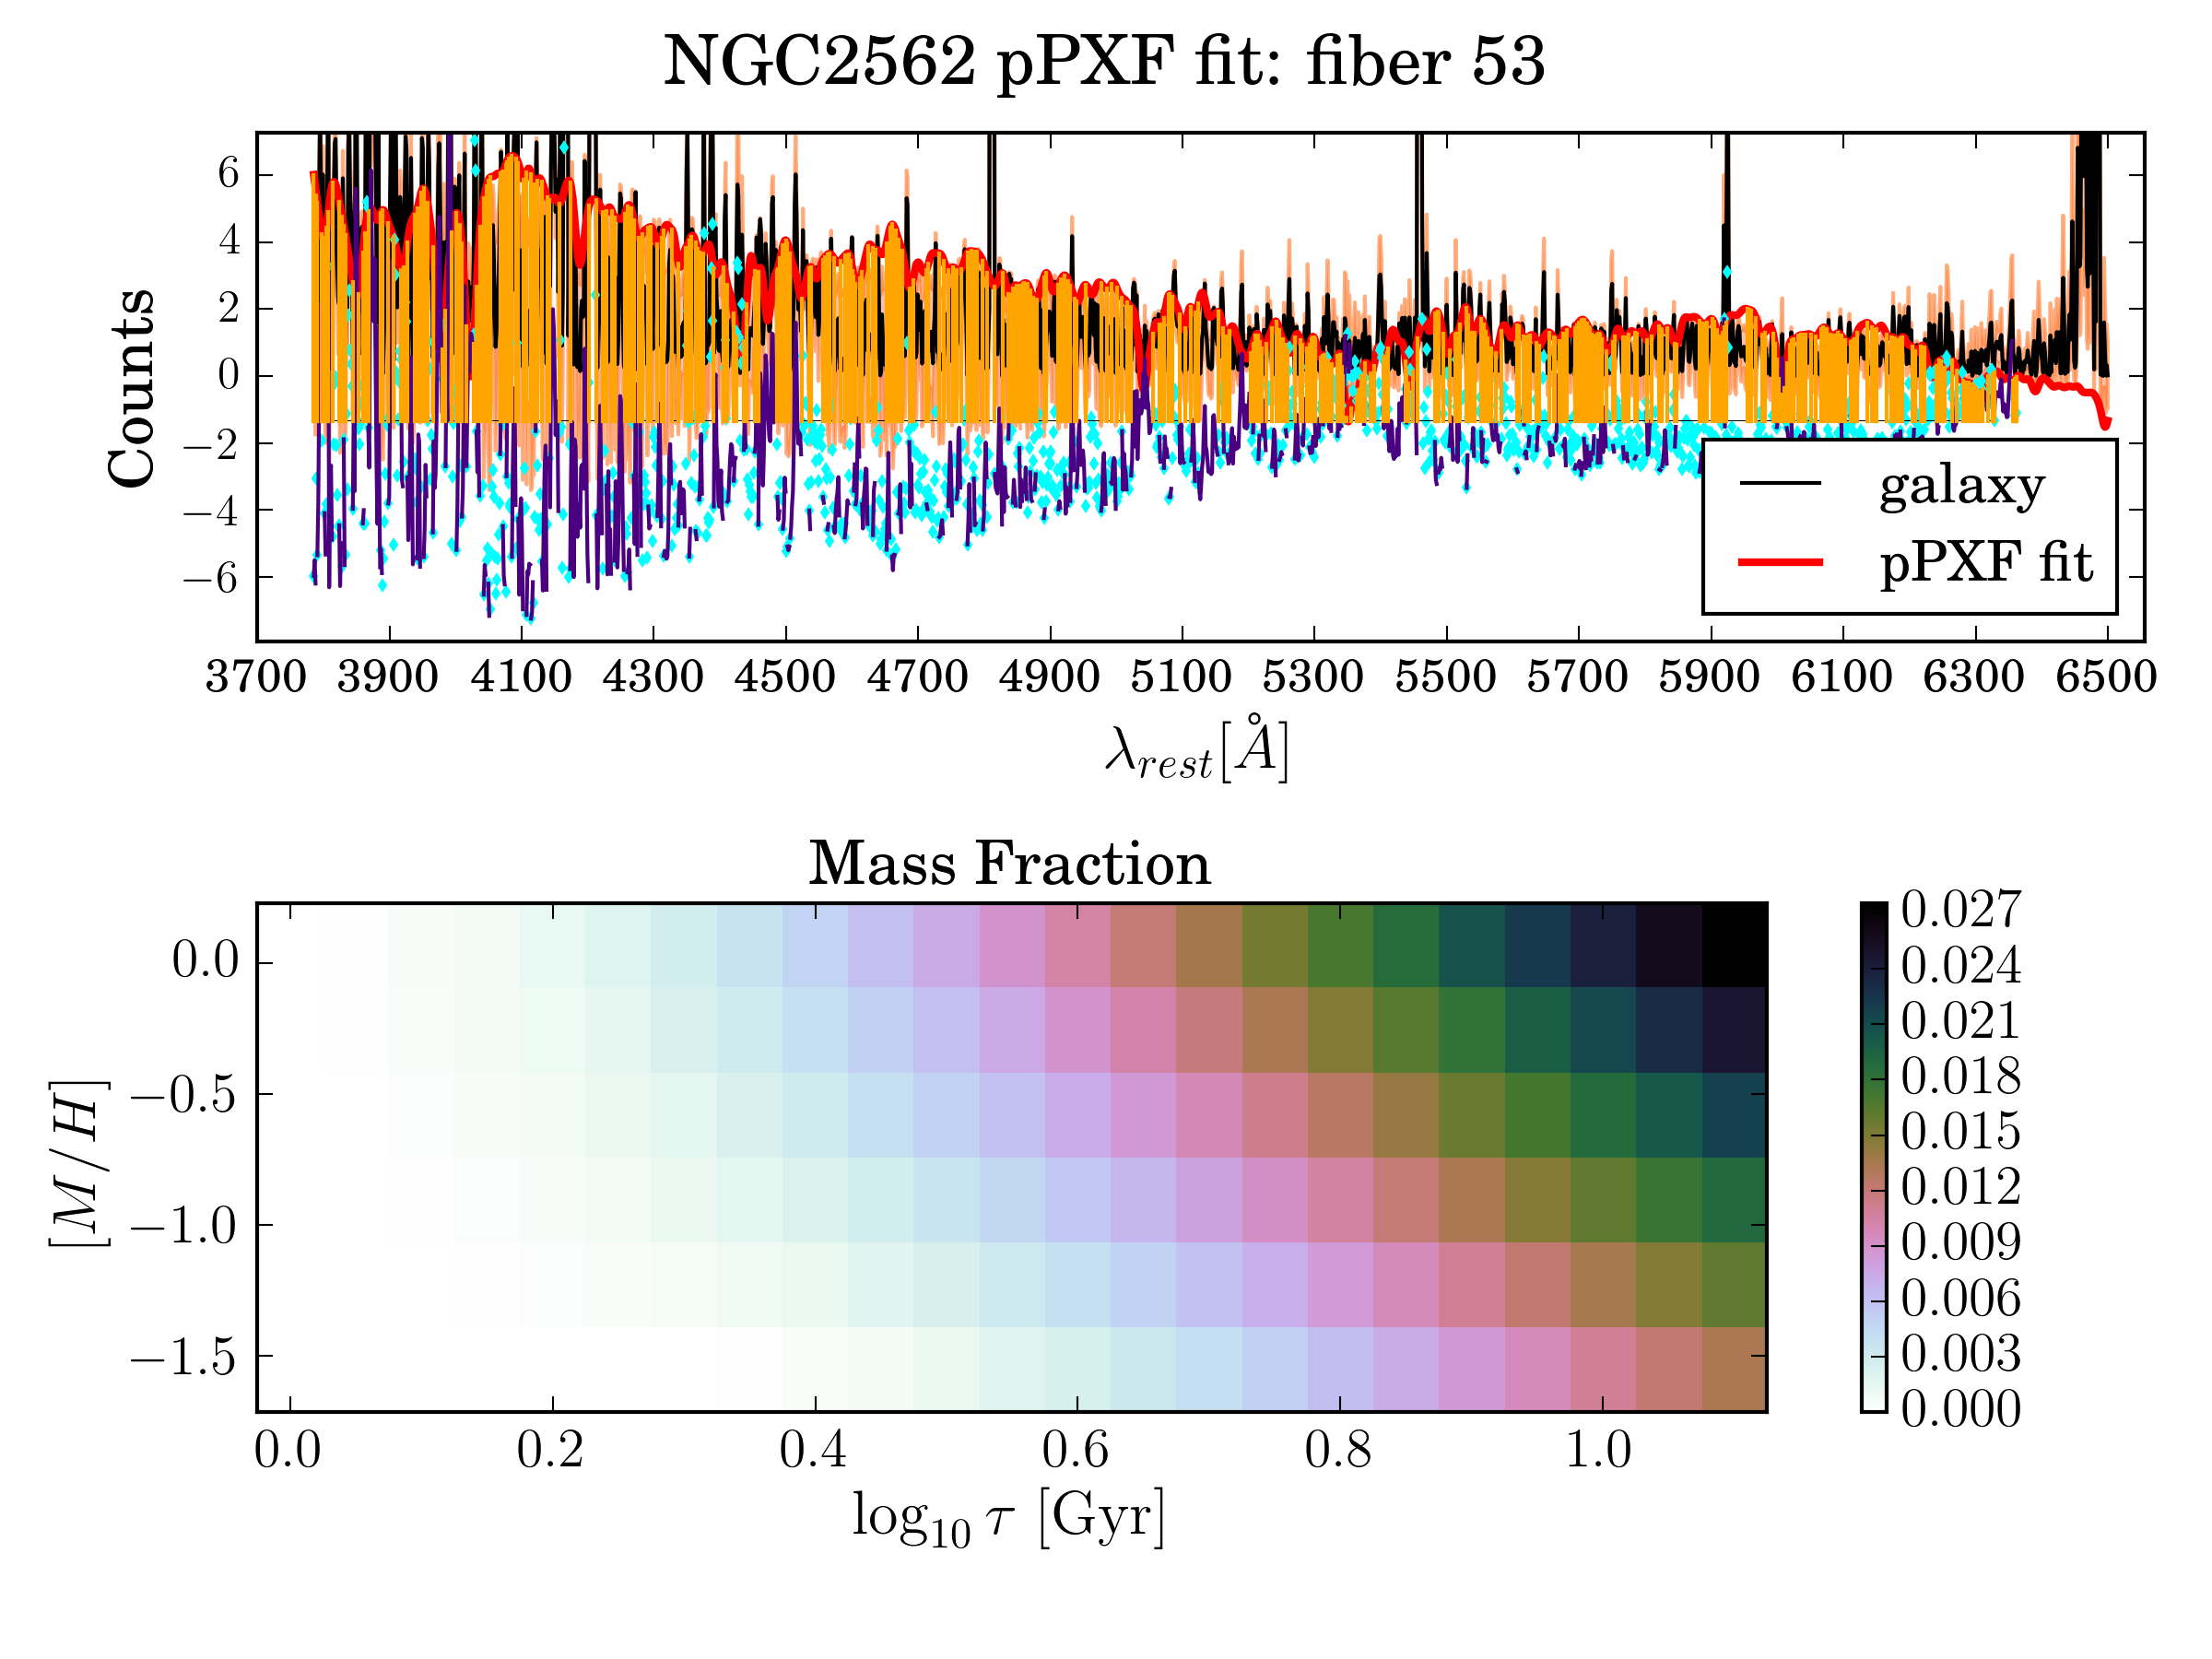 NGC2562 pPXF fit: fiber 53
Counts
6
4
2
0
−2
−4
−6
galaxy
pPXF fit
3700 3900 4100 4300 4500 4700 4900 5100 5300 5500 5700 5900 6100 6300 6500
λrest[Å]
Mass Fraction
[M/H]
0.0
−0.5
−1.0
−1.5
0.0 0.2 0.4 0.6 0.8 1.0
log10 τ [Gyr]
0.027
0.024
0.021
0.018
0.015
0.012
0.009
0.006
0.003
0.000